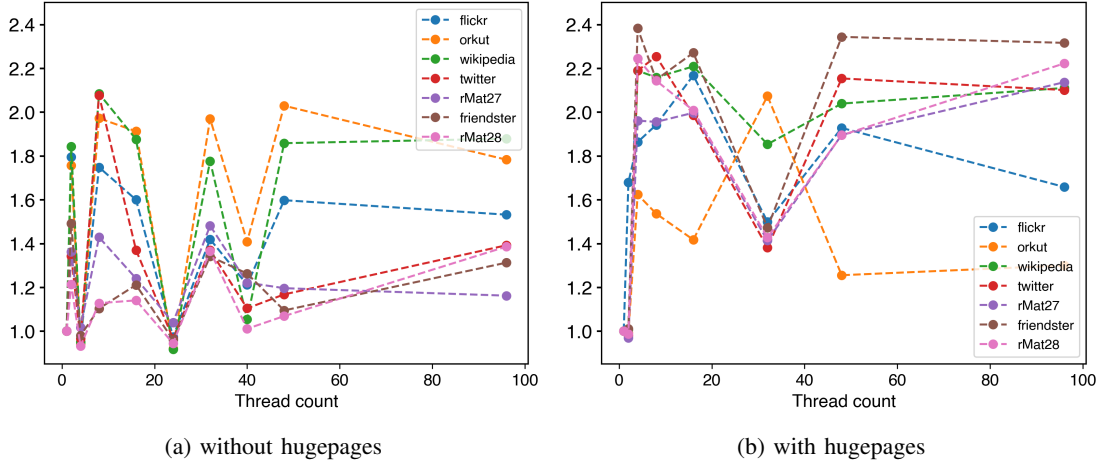 2.4
2.2
2.0
1.8
1.6
1.4
1.2
1.0
0
20
40
60
80
100
Thread count
flickr
orkut
wikipedia
twitter
rMat27
friendster
rMat28
(a) without hugepages
2.4
2.2
2.0
1.8
1.6
1.4
1.2
1.0
0
20
40
60
80
100
Thread count
flickr
orkut
wikipedia
twitter
rMat27
friendster
rMat28
(b) with hugepages